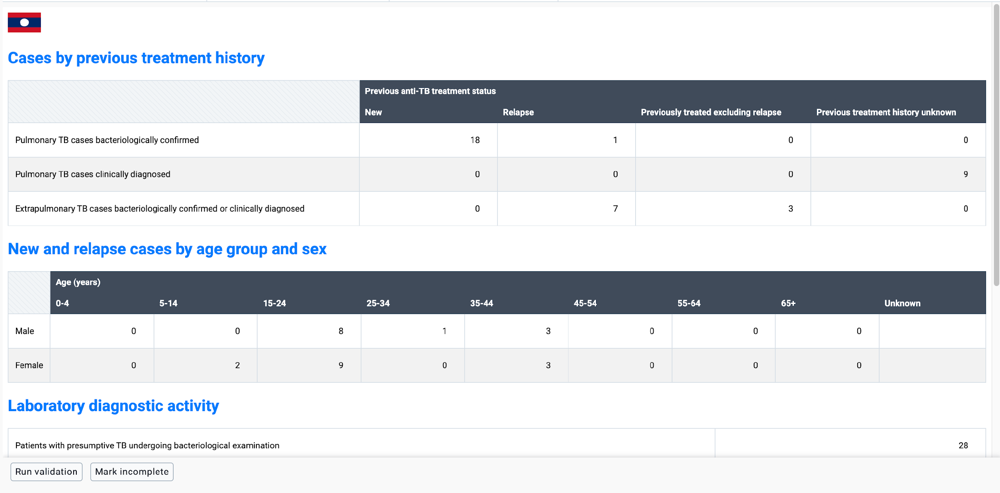 Cases by previous treatment history
Previous anti-TB treatment status
New Relapse Previously treated excluding relapse Previous treatment history unknown
Pulmonary TB cases bacteriologically confirmed 18 1 0 0
Pulmonary TB cases clinically diagnosed 0 0 0 9
Extrapulmonary TB cases bacteriologically confirmed or clinically diagnosed 0 7 3 0
New and relapse cases by age group and sex
Age (years)
0-4 5-14 15-24 25-34 35-44 45-54 55-64 65+ Unknown
Male 0 0 8 1 3 0 0 0
Female 0 2 9 0 3 0 0 0
Laboratory diagnostic activity
Patients with presumptive TB undergoing bacteriological examination 28
Run validation Mark incomplete